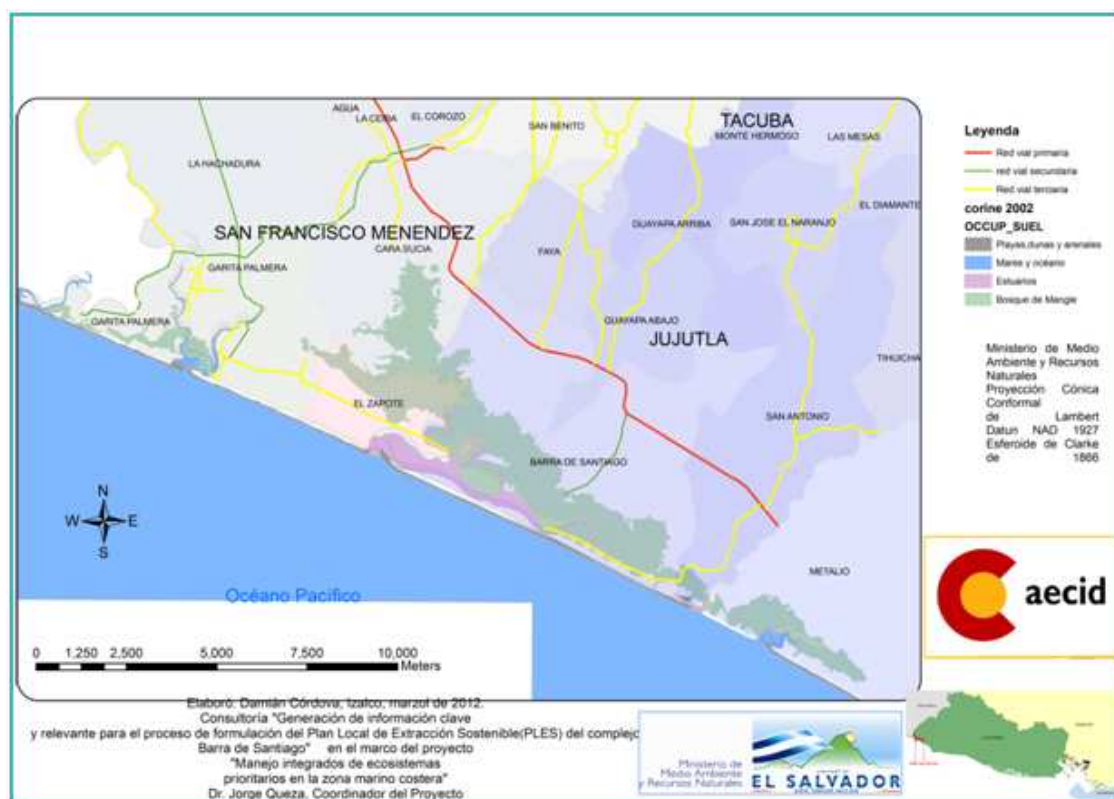 AGUA
LA CEIBA
EL COROZO
SAN BENITO
TACUBA
MONTE HERMOSO
LAS MESAS
LA HACHADURA
EL DIAMANTE
SAN FRANCISCO MENENDEZ
CARA SUCIA
FAYA
GUAYAPA ARRIBA
SAN JOSE EL NARANJO
GARITA PALMERA
GARITA PALMERA
GUAYAPA ABAJO
JUJUTLA
TIHUICHA
EL ZAPOTE
SAN ANTONIO
BARRA DE SANTIAGO
METALIO
N
W E
S
Océano Pacífico
0 1,250 2,500 5,000 7,500 10,000
Meters
Leyenda
Red vial primaria
red vial secundaria
Red vial terciaria
corine 2002
OCCUP_SUEL
Playas,dunas y arenales
Mares y océano
Estuarios
Bosque de Mangle
Ministerio de Medio
Ambiente y Recursos
Naturales
Proyección Cónica
Conformal
de Lambert
Datun NAD 1927
Esferoide de Clarke
de 1866
aecid
Elaboró: Damián Córdova, Izalco, marzol de 2012.
Consultoría "Generación de información clave
y relevante para el proceso de formulación del Plan Local de Extracción Sostenible(PLES) del complejo
Barra de Santiago" en el marco del proyecto
"Manejo integrados de ecosistemas
prioritarios en la zona marino costera"
Dr. Jorge Queza. Coordinador del Proyecto
Ministerio de
Medio Ambiente
y Recursos Naturales
EL SALVADOR